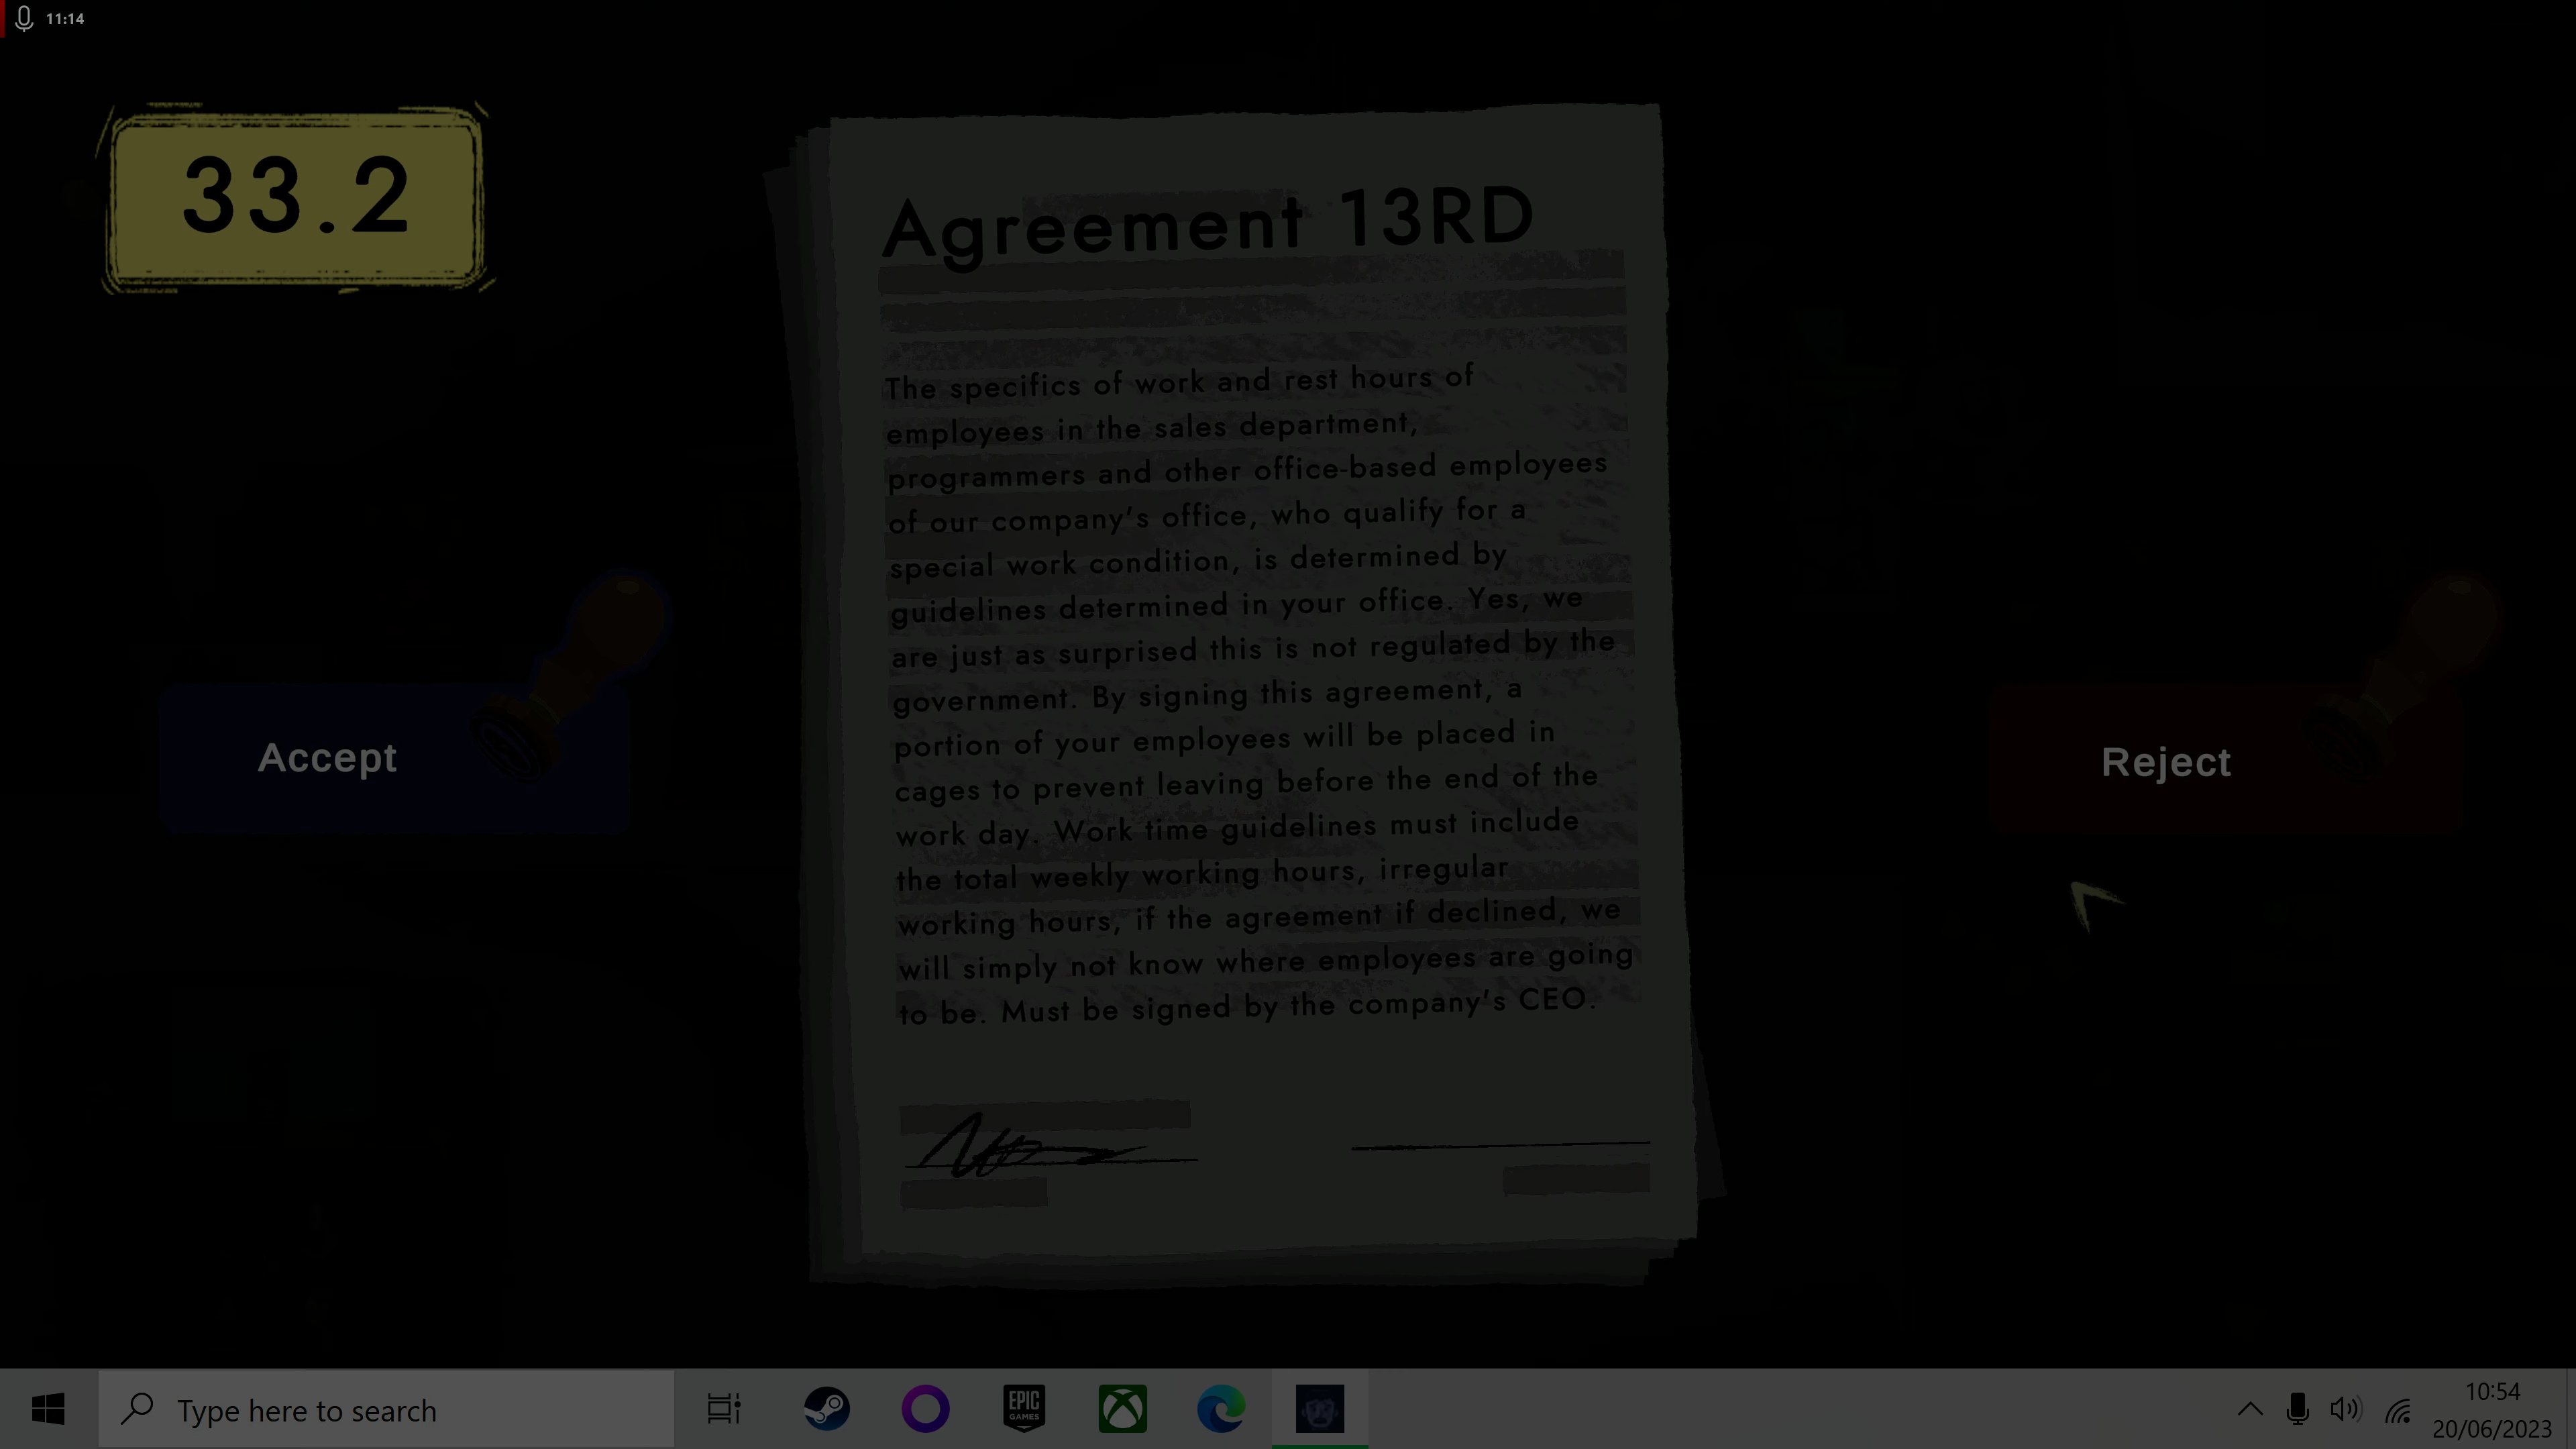 11:14
33.2
Agreement 13RD
The specifics of work and rest hours of
employees in the sales department,
programmers and other office-based employees
of our company's office, who qualify for a
special work condition, is determined by
guidelines determined in your office. Yes, we
are just as surprised this is not regulated by the
government. By signing this agreement, a
portion of your employees will be placed in
cages to prevent leaving before the end of the
work day. Work time guidelines must include
the total weekly working hours, irregular
working hours, if the agreement if declined, we
will simply not know where employees are going
to be. Must be signed by the company's CEO.
Accept
Reject
Type here to search
EPIC
GAMES
10:54
20/06/2023